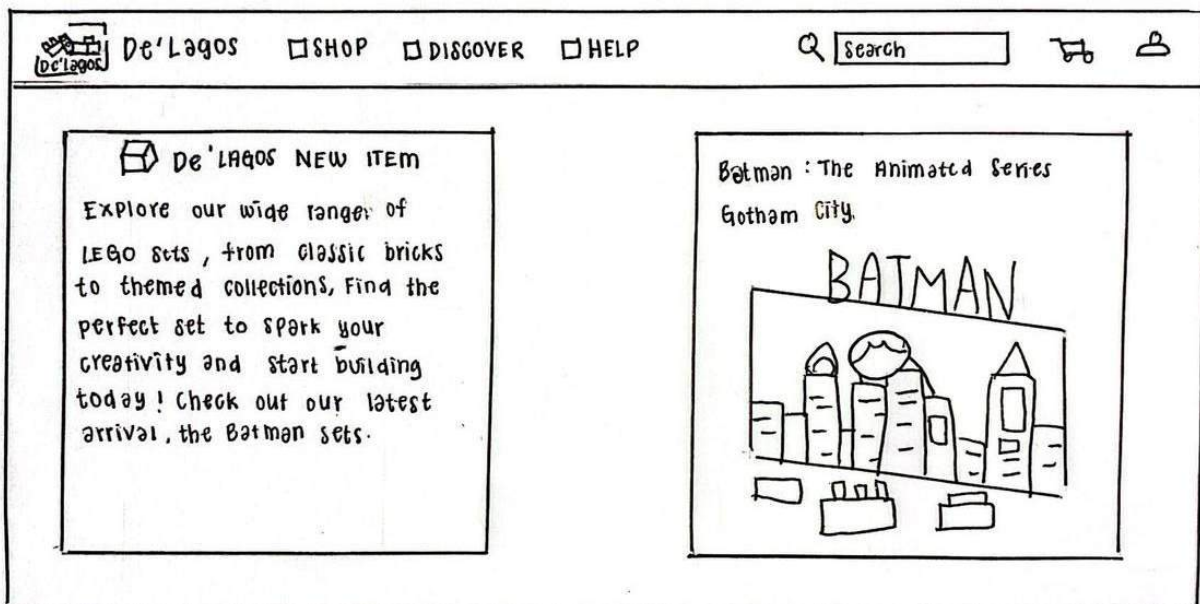 De'Lagos
De'Lagos SHOP DISCOVER HELP Search
De'LAGOS NEW ITEM
Explore our wide range of
LEGO sets, from classic bricks
to themed collections, Find the
perfect set to spark your
creativity and start building
today! Check out our latest
arrival, the Batman sets.
Batman: The Animated Series
Gotham City.
BATMAN